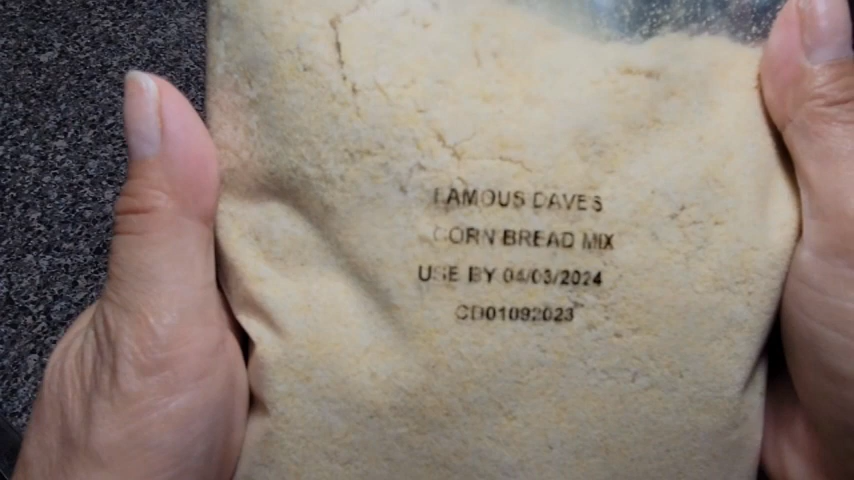 FAMOUS DAVES
CORN BREAD MIX
USE BY 04/03/2024
CD01092023